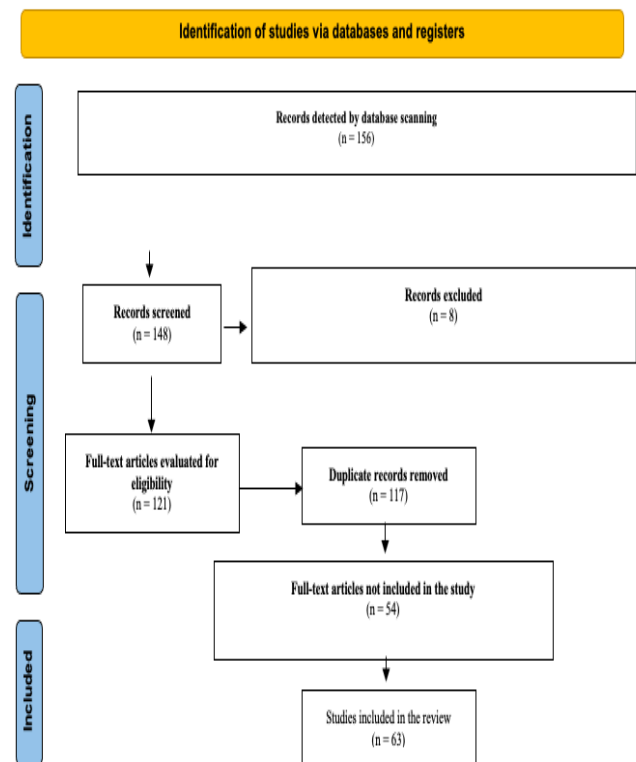 Identification of studies via databases and registers
Identification
Records detected by database scanning
(n = 156)
Screening
Records screened
(n = 148)
Records excluded
(n = 8)
Full-text articles evaluated for
eligibility
(n = 121)
Duplicate records removed
(n = 117)
Full-text articles not included in the study
(n = 54)
Included
Studies included in the review
(n = 63)